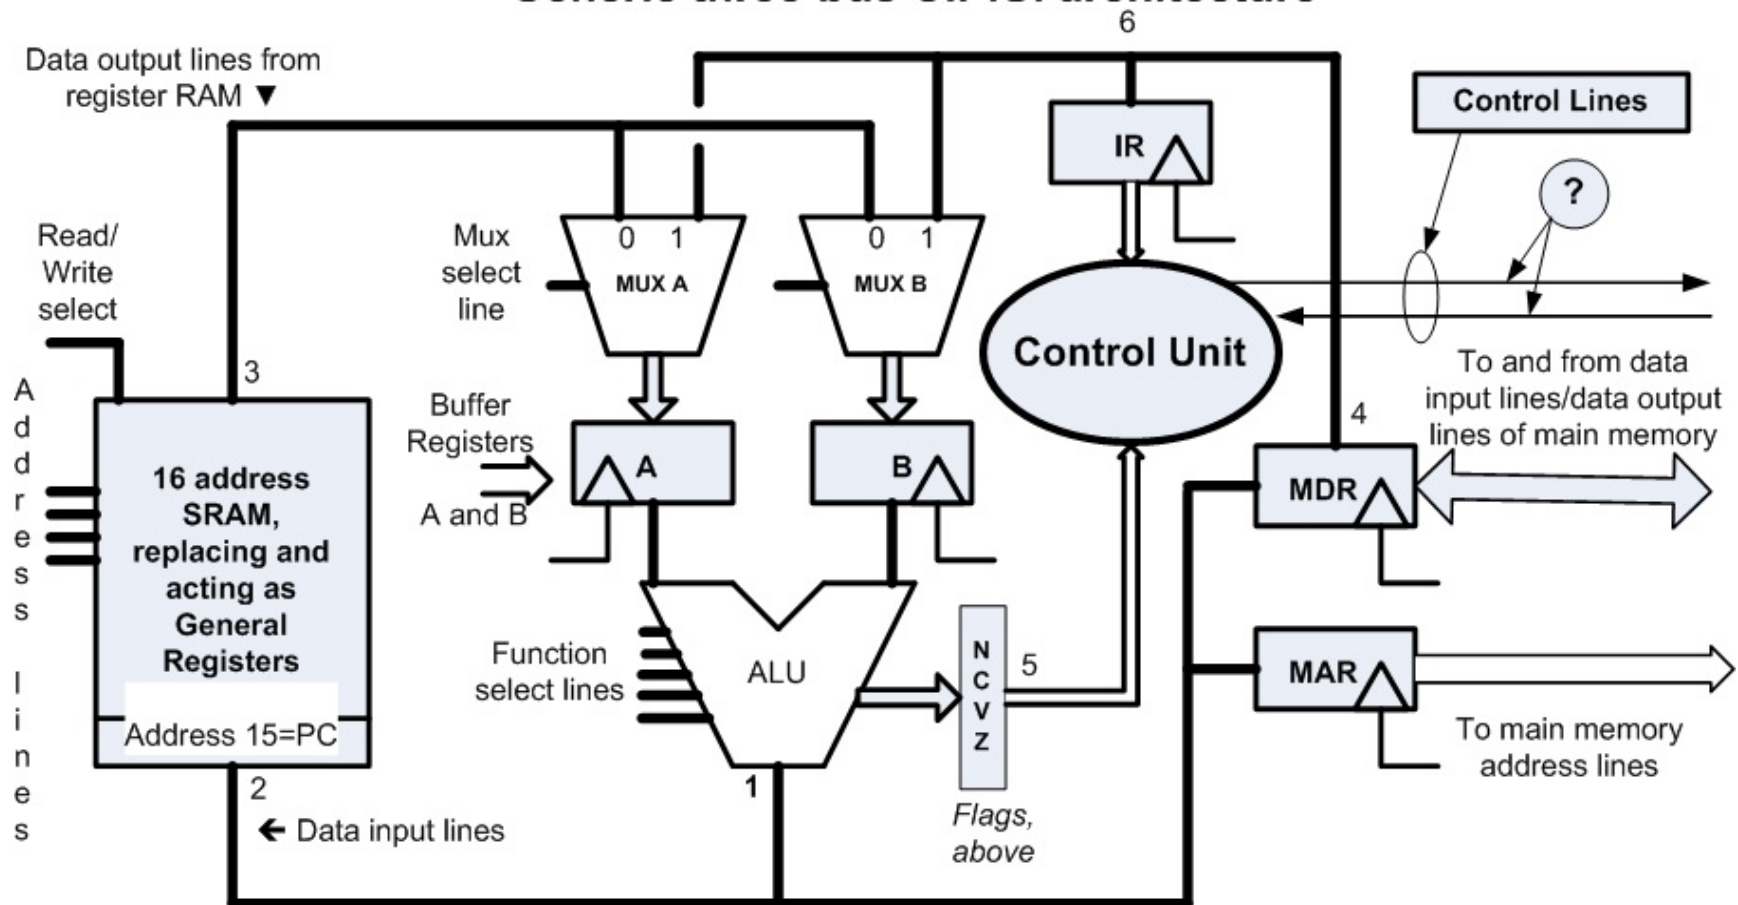 6
Data output lines from
register RAM ▼
Control Lines
IR
?
Read/
Write
select
Mux
select
line
0 1
MUX A
0 1
MUX B
Control Unit
To and from data
input lines/data output
lines of main memory
3
4
Address lines
Buffer
Registers
A and B
A
B
MDR
16 address
SRAM,
replacing and
acting as
General
Registers
Address 15=PC
Function
select lines
ALU
N
C
V
Z
5
MAR
To main memory
address lines
2
1
Flags,
above
← Data input lines